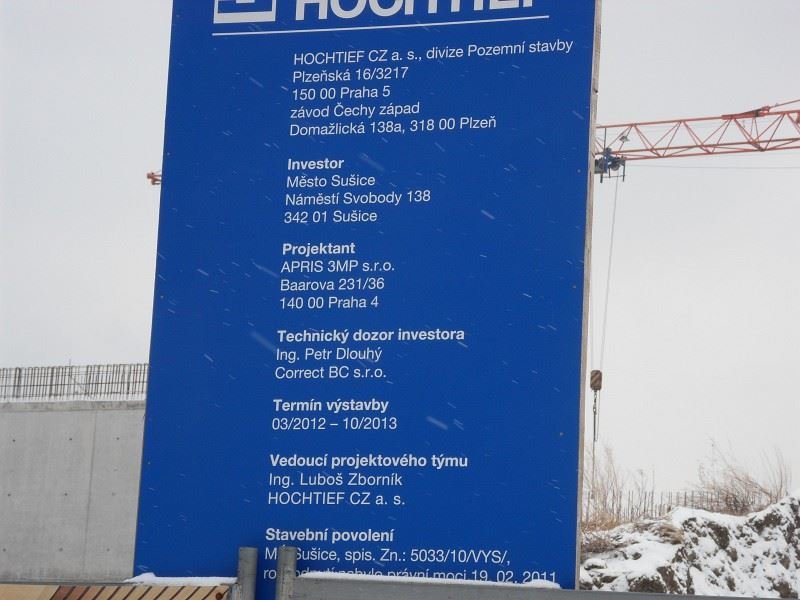 HOCHTIEF
HOCHTIEF CZ a. s., divize Pozemní stavby
Plzeňská 16/3217
150 00 Praha 5
závod Čechy západ
Domažlická 138a, 318 00 Plzeň
Investor
Město Sušice
Náměstí Svobody 138
342 01 Sušice
Projektant
APRIS 3MP s.r.o.
Baarova 231/36
140 00 Praha 4
Technický dozor investora
Ing. Petr Dlouhý
Correct BC s.r.o.
Termín výstavby
03/2012 – 10/2013
Vedoucí projektového týmu
Ing. Luboš Zborník
HOCHTIEF CZ a. s.
Stavební povolení
Sušice, spis. Zn.: 5033/10/VYS/,
nabylo právní moci 19. 02. 2011